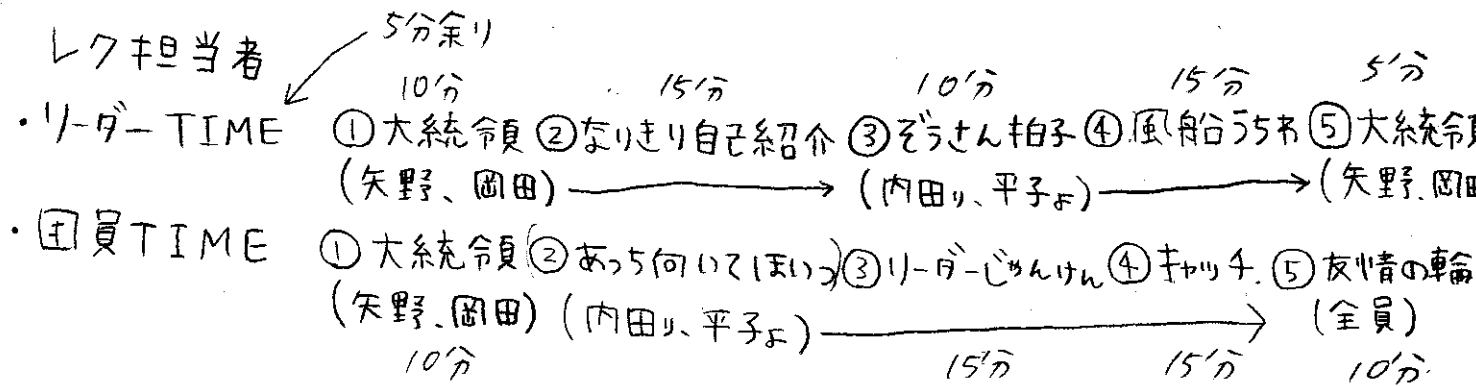 5分余り
レク担当者
10分 15分 10分 15分 5分
・リーダーTIME ①大統領 ②なりきり自己紹介 ③ぞうさん拍子 ④風船うちわ ⑤大統領
(矢野、岡田) → (内田り、平子よ) → (矢野、岡田
・団員TIME ①大統領 (②あっち向いてほいっ) ③リーダーじゃんけん ④キャッチ. ⑤友情の輪
(矢野、岡田) (内田り、平子よ) → (全員)
10分 15分 15分 10分.